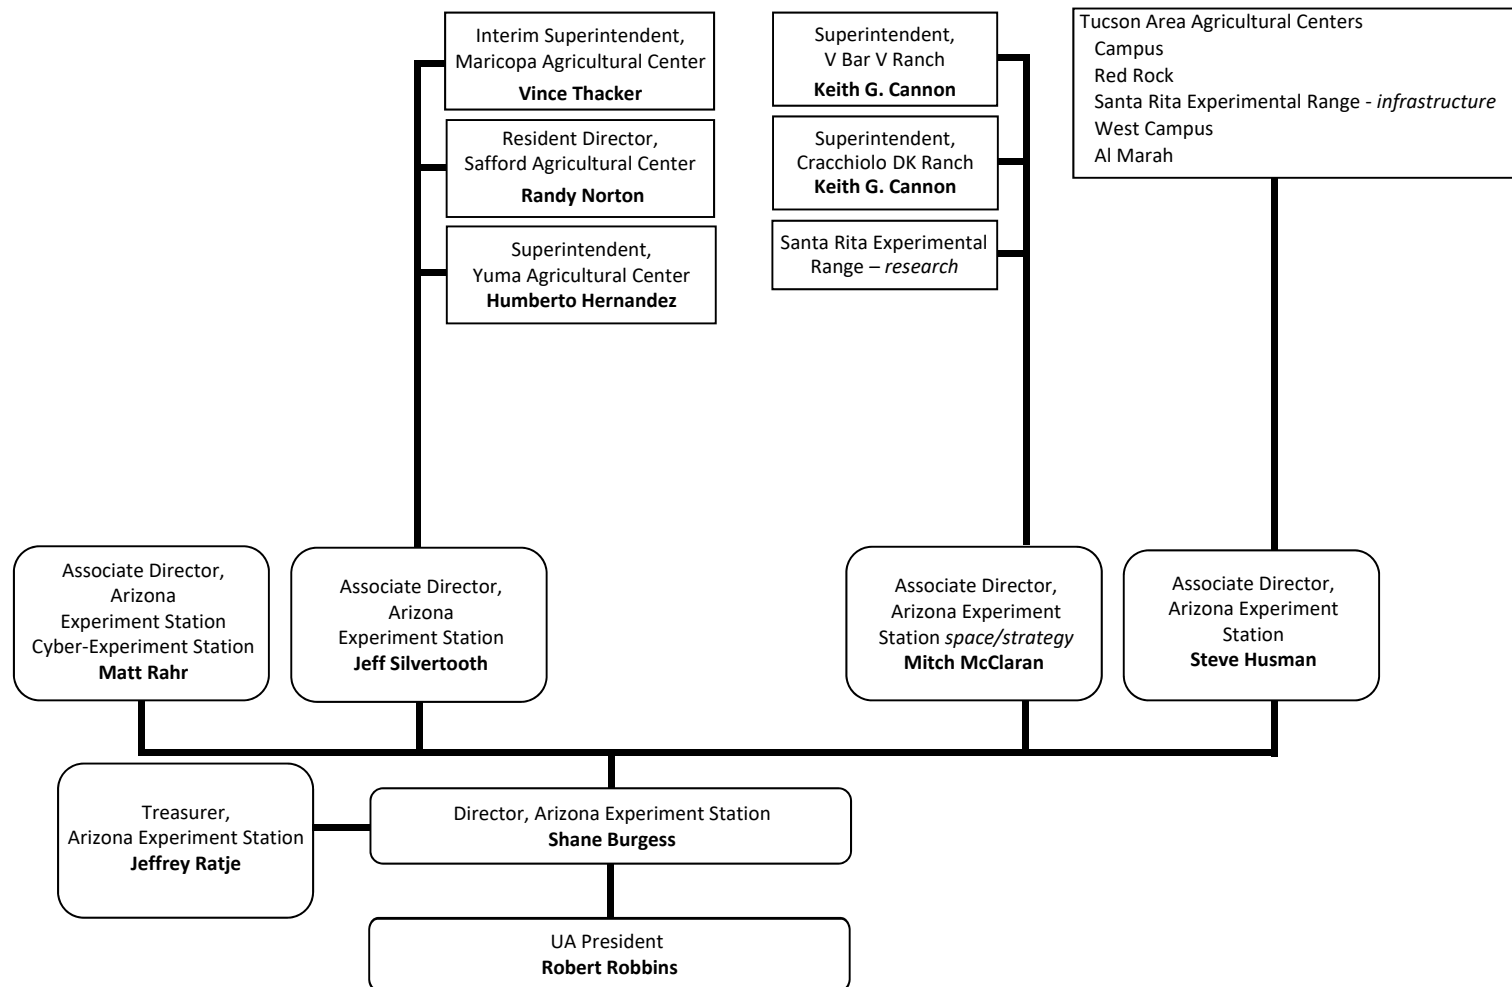 Interim Superintendent,
Maricopa Agricultural Center
Vince Thacker
Resident Director,
Safford Agricultural Center
Randy Norton
Superintendent,
Yuma Agricultural Center
Humberto Hernandez
Superintendent,
V Bar V Ranch
Keith G. Cannon
Superintendent,
Cracchiolo DK Ranch
Keith G. Cannon
Santa Rita Experimental
Range – research
Tucson Area Agricultural Centers
Campus
Red Rock
Santa Rita Experimental Range - infrastructure
West Campus
Al Marah
Associate Director,
Arizona
Experiment Station
Cyber-Experiment Station
Matt Rahr
Associate Director,
Arizona
Experiment Station
Jeff Silvertooth
Associate Director,
Arizona Experiment
Station space/strategy
Mitch McClaran
Associate Director,
Arizona Experiment
Station
Steve Husman
Treasurer,
Arizona Experiment Station
Jeffrey Ratje
Director, Arizona Experiment Station
Shane Burgess
UA President
Robert Robbins